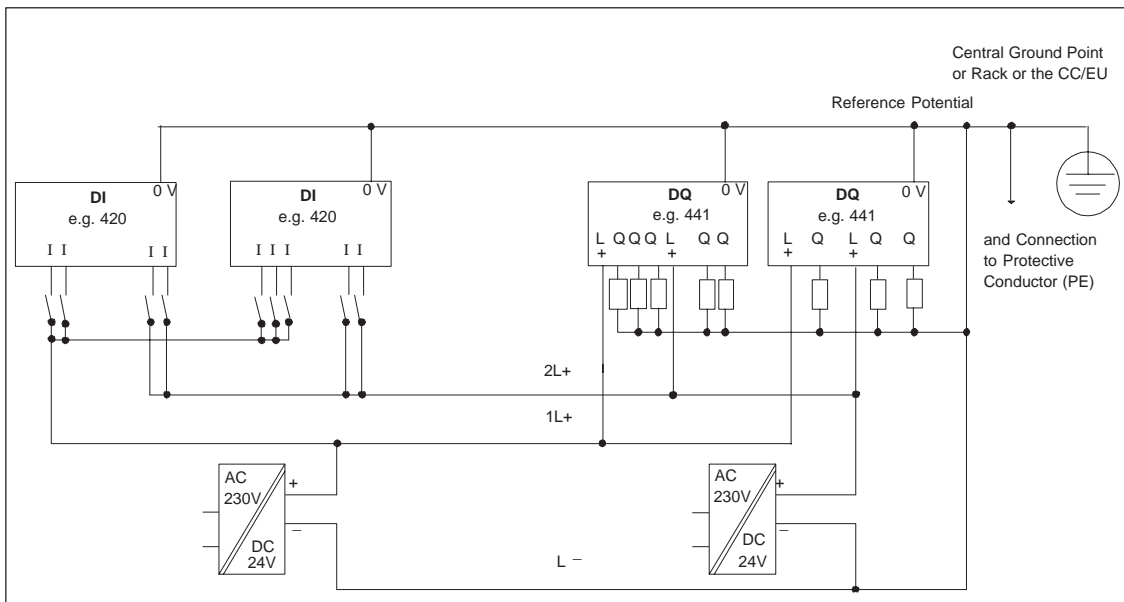 Central Ground Point
or Rack or the CC/EU
Reference Potential
0 V
DI
e.g. 420
I I I I
0 V
DI
e.g. 420
I I I I I
0 V
DQ
e.g. 441
L Q Q Q L Q Q
+ +
0 V
DQ
e.g. 441
L Q L Q Q
+ +
and Connection
to Protective
Conductor (PE)
2L+
1L+
AC
230V
+
−
DC
24V
AC
230V
+
−
DC
24V
L −